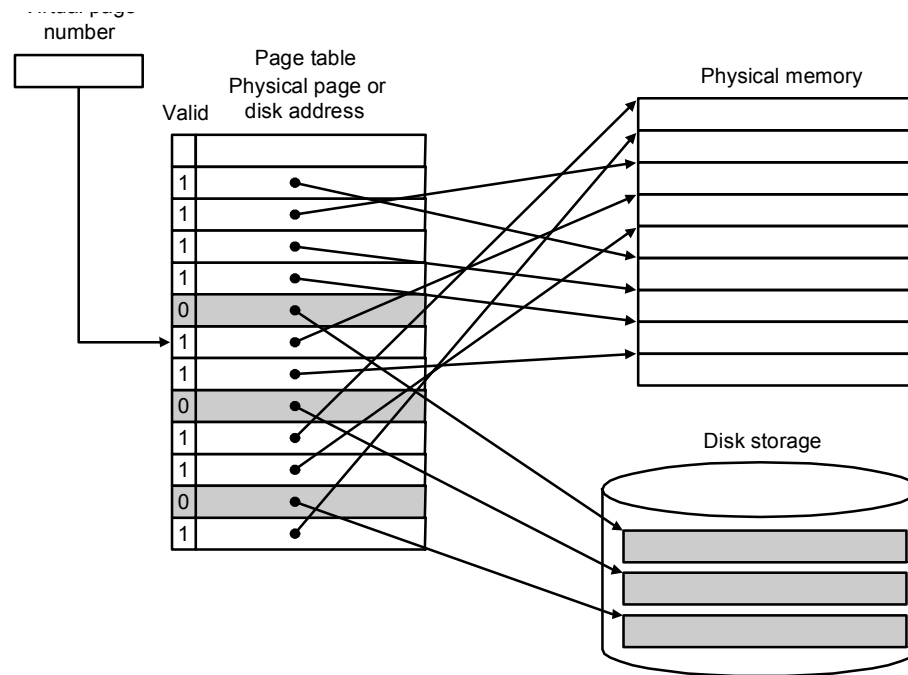 number
Page table
Physical page or
disk address
Valid
Physical memory
1
1
1
1
0
1
1
0
1
1
0
1
Disk storage